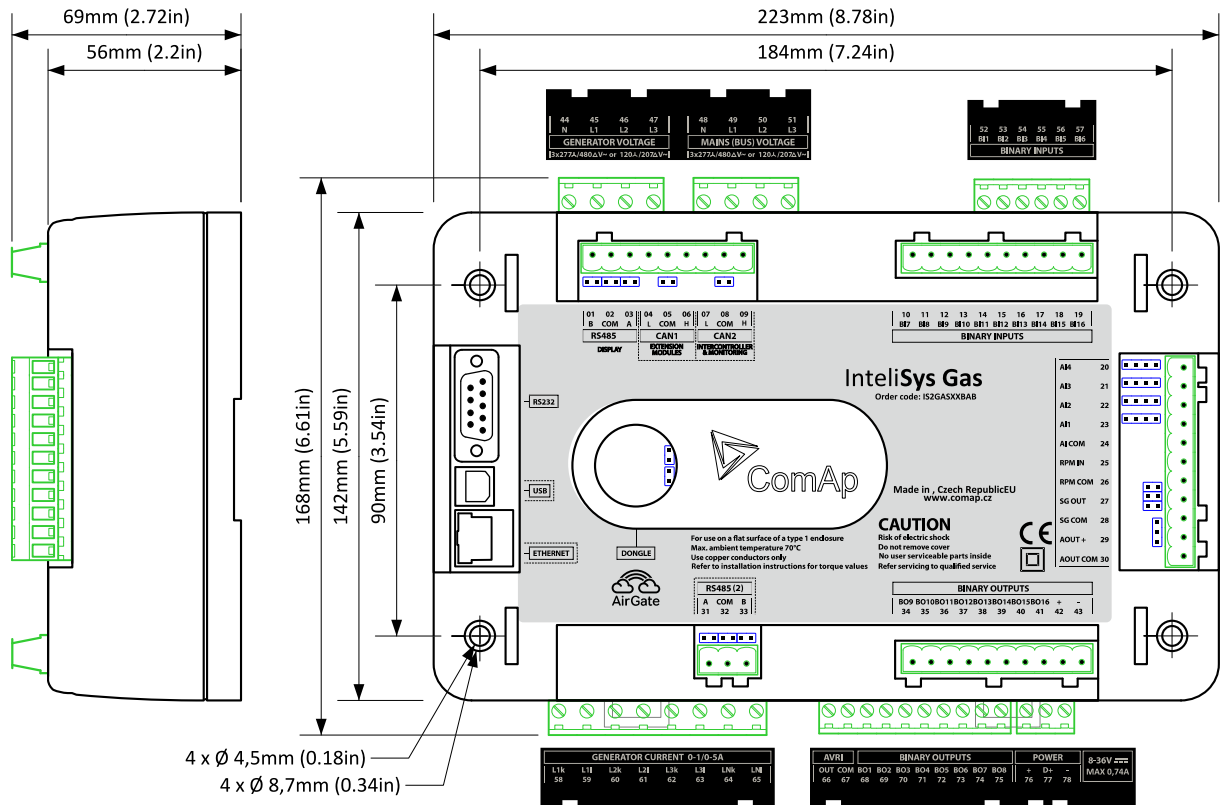 69mm (2.72in)
56mm (2.2in)
223mm (8.78in)
184mm (7.24in)
44 45 46 47
N L1 L2 L3
GENERATOR VOLTAGE
3x277⅄/480ΔV~ or 120⅄/207ΔV~
48 49 50 51
N L1 L2 L3
MAINS (BUS) VOLTAGE
3x277⅄/480ΔV~ or 120⅄/207ΔV~
52 53 54 55 56 57
BI1 BI2 BI3 BI4 BI5 BI6
BINARY INPUTS
168mm (6.61in)
142mm (5.59in)
90mm (3.54in)
01 02 03 04 05 06 07 08 09
B COM A L COM H L COM H
RS485 CAN1 CAN2
DISPLAY
EXTENSION
MODULES
INTERCONTROLLER
& MONITORING
10 11 12 13 14 15 16 17 18 19
BI7 BI8 BI9 BI10 BI11 BI12 BI13 BI14 BI15 BI16
BINARY INPUTS
InteliSys Gas
Order code: IS2GASXXBAB
AI4 20
AI3 21
AI2 22
AI1 23
AI COM 24
RPM IN 25
RPM COM 26
SG OUT 27
SG COM 28
AOUT + 29
AOUT COM 30
RS232
USB
ETHERNET
DONGLE
ComAp
Made in , Czech RepublicEU
www.comap.cz
For use on a flat surface of a type 1 enclosure
Max. ambient temperature 70°C
Use copper conductors only
Refer to installation instructions for torque values
CAUTION
Risk of electric shock
Do not remove cover
No user serviceable parts inside
Refer servicing to qualified service
CE
AirGate
RS485 (2)
A COM B
31 32 33
BINARY OUTPUTS
BO9 BO10BO11BO12BO13BO14BO15BO16 + -
34 35 36 37 38 39 40 41 42 43
4 x Ø 4,5mm (0.18in)
4 x Ø 8,7mm (0.34in)
GENERATOR CURRENT 0-1/0-5A
L1k L1l L2k L2l L3k L3l LNk LNl
58 59 60 61 62 63 64 65
AVRI BINARY OUTPUTS POWER
OUT COM BO1 BO2 BO3 BO4 BO5 BO6 BO7 BO8 + D+ -
66 67 68 69 70 71 72 73 74 75 76 77 78
8-36V
MAX 0,74A